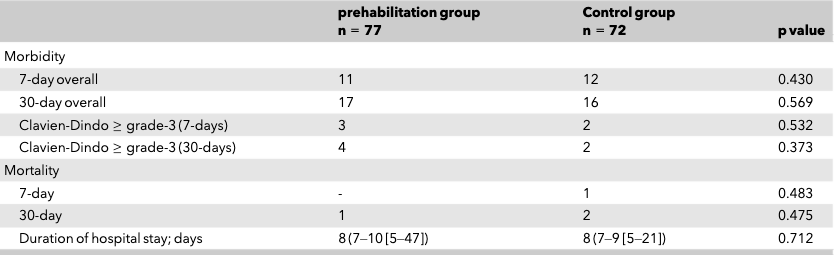 prehabilitation group Control group
n = 77 n = 72 p value
Morbidity
7-day overall 11 12 0.430
30-day overall 17 16 0.569
Clavien-Dindo ≥ grade-3 (7-days) 3 2 0.532
Clavien-Dindo ≥ grade-3 (30-days) 4 2 0.373
Mortality
7-day - 1 0.483
30-day 1 2 0.475
Duration of hospital stay; days 8 (7–10 [5–47]) 8 (7–9 [5–21]) 0.712